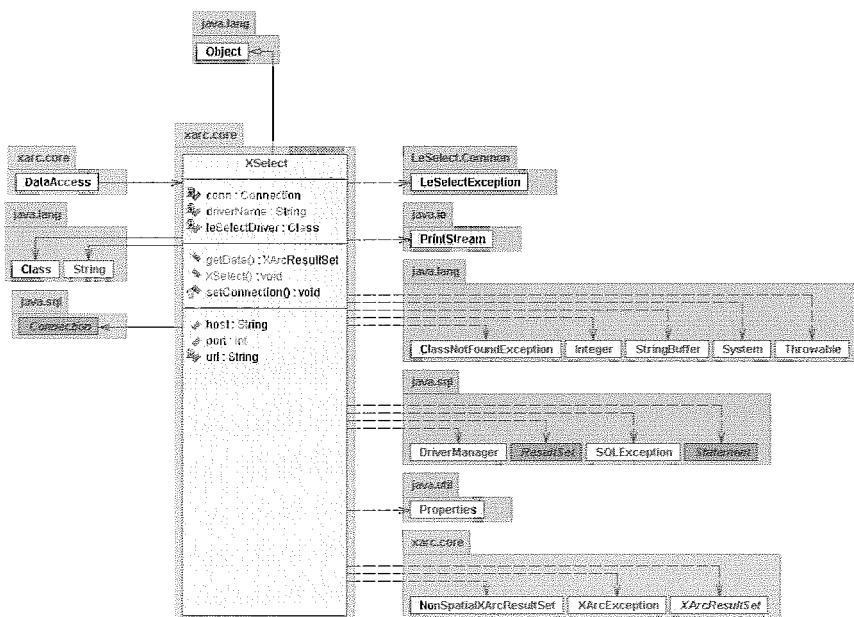 java.lang
Object
xarc.core
XSelect
conn : Connection
driverName : String
leSelectDriver : Class
getData() : XArcResultSet
XSelect() : void
setConnection() : void
host : String
port : int
url : String
xarc.core
DataAccess
java.lang
Class
String
java.sql
Connection
LeSelect.Common
LeSelectException
java.io
PrintStream
java.lang
ClassNotFoundException
Integer
StringBuffer
System
Throwable
java.sql
DriverManager
ResultSet
SQLException
Statement
java.util
Properties
xarc.core
NonSpatialXArcResultSet
XArcException
XArcResultSet